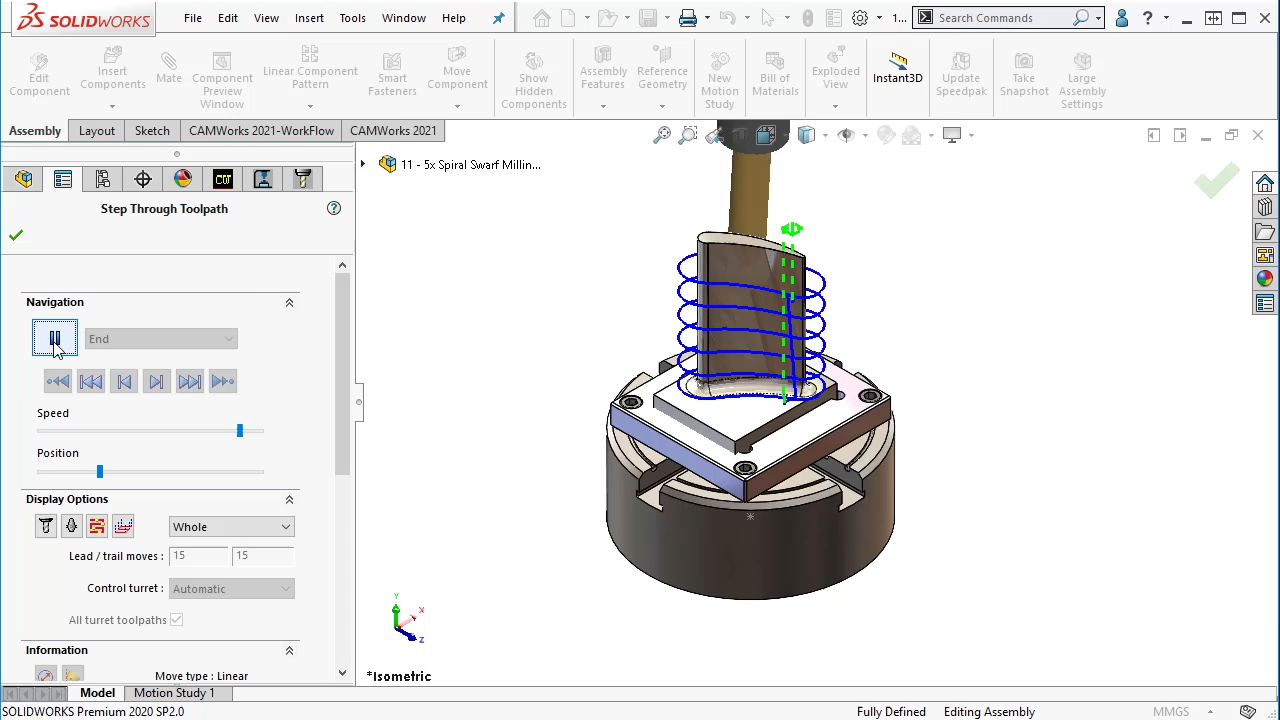 SOLIDWORKS
File Edit View Insert Tools Window Help
1...
Search Commands
?
Edit Component
Insert Components
Mate
Component Preview Window
Linear Component Pattern
Smart Fasteners
Move Component
Show Hidden Components
Assembly Features
Reference Geometry
New Motion Study
Bill of Materials
Exploded View
Instant3D
Update Speedpak
Take Snapshot
Large Assembly Settings
Assembly Layout Sketch CAMWorks 2021-WorkFlow CAMWorks 2021
11 - 5x Spiral Swarf Millin...
Step Through Toolpath
?
Navigation
End
Speed
Position
Display Options
Whole
Lead / trail moves : 15 15
Control turret : Automatic
All turret toolpaths
Information
Move type : Linear
Y
X
Z
*Isometric
Model Motion Study 1
SOLIDWORKS Premium 2020 SP2.0
Fully Defined Editing Assembly MMGS